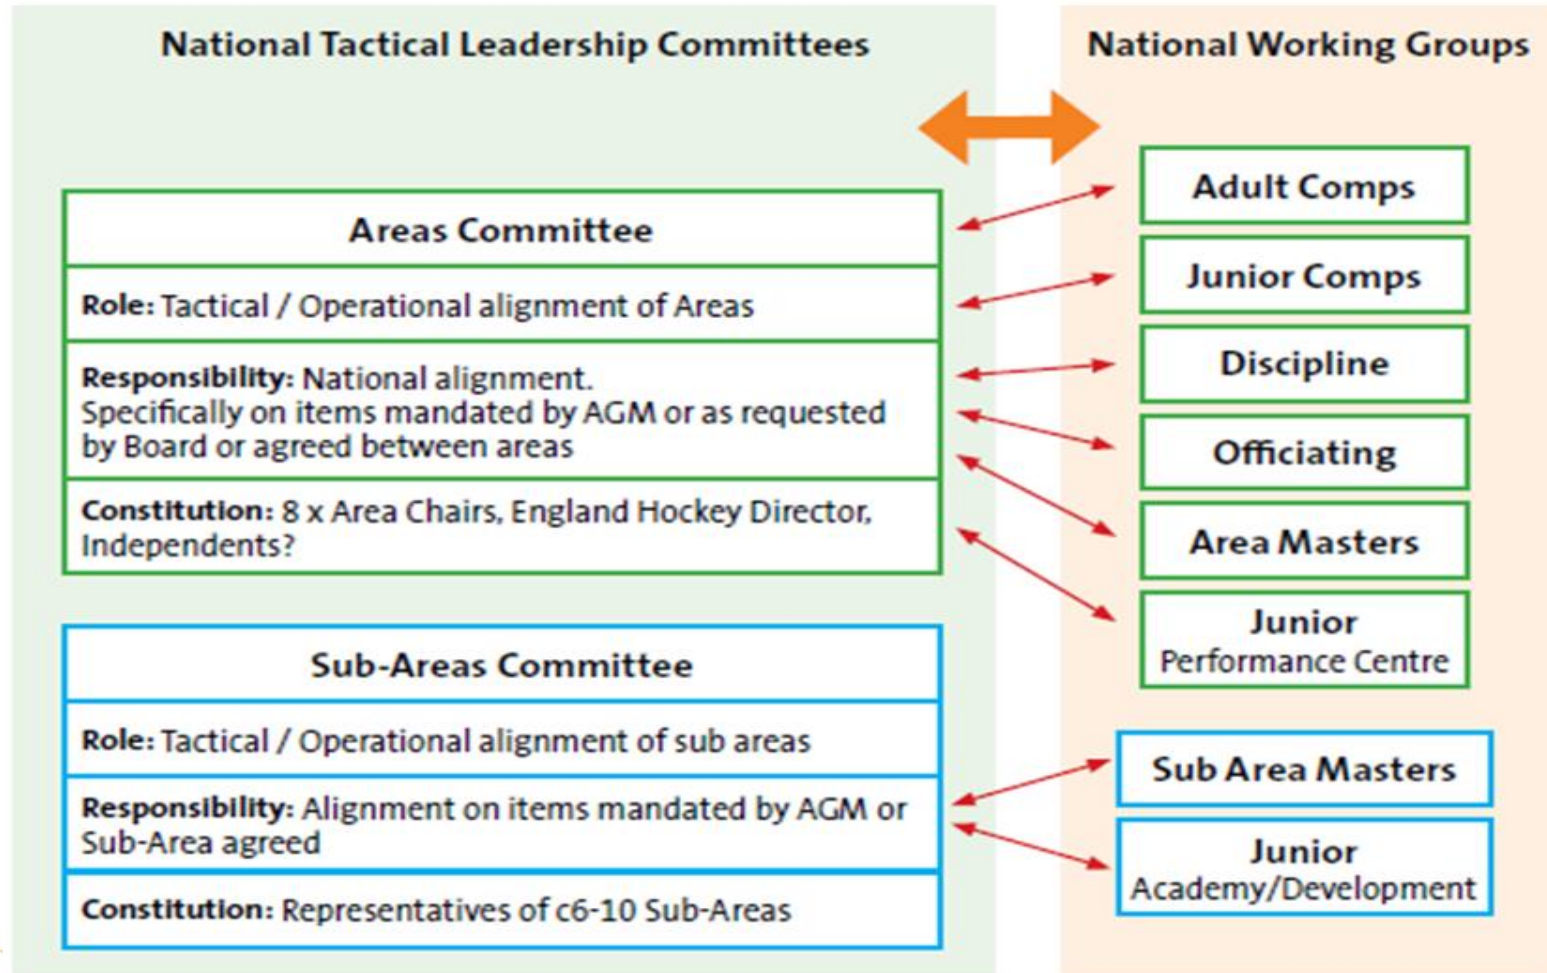 National Tactical Leadership Committees
Areas Committee
Role: Tactical / Operational alignment of Areas
Responsibility: National alignment.
Specifically on items mandated by AGM or as requested
by Board or agreed between areas
Constitution: 8 x Area Chairs, England Hockey Director,
Independents?
Sub-Areas Committee
Role: Tactical / Operational alignment of sub areas
Responsibility: Alignment on items mandated by AGM or
Sub-Area agreed
Constitution: Representatives of c6-10 Sub-Areas
National Working Groups
Adult Comps
Junior Comps
Discipline
Officiating
Area Masters
Junior
Performance Centre
Sub Area Masters
Junior
Academy/Development